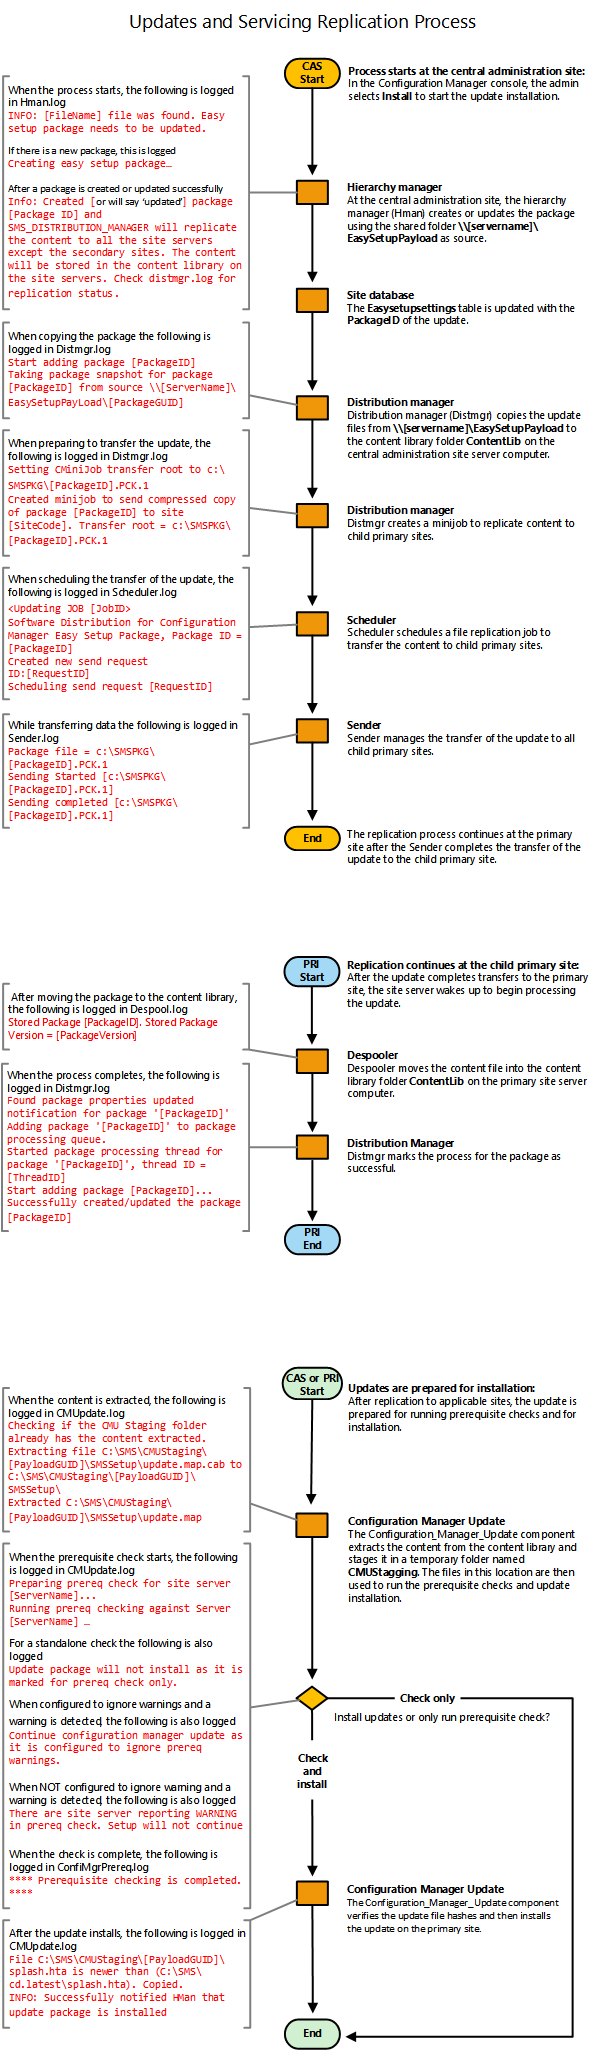 Updates and Servicing Replication Process
CAS
Start
Process starts at the central administration site:
In the Configuration Manager console, the admin
selects Install to start the update installation.
When the process starts, the following is logged
in Hman.log
INFO: [FileName] file was found. Easy
setup package needs to be updated.
If there is a new package, this is logged
Creating easy setup package…
After a package is created or updated successfully
Info: Created [or will say ‘updated’] package
[Package ID] and
SMS_DISTRIBUTION_MANAGER will replicate
the content to all the site servers
except the secondary sites. The content
will be stored in the content library on
the site servers. Check distmgr.log for
replication status.
Hierarchy manager
At the central administration site, the hierarchy
manager (Hman) creates or updates the package
using the shared folder \\[servername]\
EasySetupPayload as source.
Site database
The Easysetupsettings table is updated with the
PackageID of the update.
When copying the package the following is
logged in Distmgr.log
Start adding package [PackageID]
Taking package snapshot for package
[PackageID] from source \\[ServerName]\
EasySetupPayLoad\[PackageGUID]
Distribution manager
Distribution manager (Distmgr) copies the update
files from \\[servername]\EasySetupPayload to
the content library folder ContentLib on the
central administration site server computer.
When preparing to transfer the update, the
following is logged in Distmgr.log
Setting CMiniJob transfer root to c:\
SMSPKG\[PackageID].PCK.1
Created minijob to send compressed copy
of package [PackageID] to site
[SiteCode]. Transfer root = c:\SMSPKG\
[PackageID].PCK.1
Distribution manager
Distmgr creates a minijob to replicate content to
child primary sites.
When scheduling the transfer of the update, the
following is logged in Scheduler.log
<Updating JOB [JobID>
Software Distribution for Configuration
Manager Easy Setup Package, Package ID =
[PackageID]
Created new send request
ID:[RequestID]
Scheduling send request [RequestID]
Scheduler
Scheduler schedules a file replication job to
transfer the content to child primary sites.
While transferring data the following is logged in
Sender.log
Package file = c:\SMSPKG\
[PackageID].PCK.1
Sending Started [c:\SMSPKG\
[PackageID].PCK.1]
Sending completed [c:\SMSPKG\
[PackageID].PCK.1]
Sender
Sender manages the transfer of the update to all
child primary sites.
End
The replication process continues at the primary
site after the Sender completes the transfer of the
update to the child primary site.
PRI
Start
Replication continues at the child primary site:
After the update completes transfers to the primary
site, the site server wakes up to begin processing
the update.
After moving the package to the content library,
the following is logged in Despool.log
Stored Package [PackageID]. Stored Package
Version = [PackageVersion]
Despooler
Despooler moves the content file into the content
library folder ContentLib on the primary site server
computer.
When the process completes, the following is
logged in Distmgr.log
Found package properties updated
notification for package '[PackageID]'
Adding package '[PackageID]' to package
processing queue.
Started package processing thread for
package '[PackageID]', thread ID =
[ThreadID]
Start adding package [PackageID]...
Successfully created/updated the package
[PackageID]
Distribution Manager
Distmgr marks the process for the package as
successful.
PRI
End
CAS or PRI
Start
Updates are prepared for installation:
After replication to applicable sites, the update is
prepared for running prerequisite checks and for
installation.
When the content is extracted, the following is
logged in CMUpdate.log
Checking if the CMU Staging folder
already has the content extracted.
Extracting file C:\SMS\CMUStaging\
[PayloadGUID]\SMSSetup\update.map.cab to
C:\SMS\CMUStaging\[PayloadGUID]\
SMSSetup\
Extracted C:\SMS\CMUStaging\
[PayloadGUID]\SMSSetup\update.map
Configuration Manager Update
The Configuration_Manager_Update component
extracts the content from the content library and
stages it in a temporary folder named
CMUStagging. The files in this location are then
used to run the prerequisite checks and update
installation.
When the prerequisite check starts, the following
is logged in CMUpdate.log
Preparing prereq check for site server
[ServerName]...
Running prereq checking against Server
[ServerName] …
For a standalone check the following is also
logged
Update package will not install as it is
marked for prereq check only.
When configured to ignore warnings and a
warning is detected, the following is also logged
Continue configuration manager update as
it is configured to ignore prereq
warnings.
When NOT configured to ignore warning and a
warning is detected, the following is also logged
There are site server reporting WARNING
in prereq check. Setup will not continue
When the check is complete, the following is
logged in ConfiMgrPrereq.log
**** Prerequisite checking is completed.
****
Check only
Install updates or only run prerequisite check?
Check
and
install
Configuration Manager Update
The Configuration_Manager_Update component
verifies the update file hashes and then installs
the update on the primary site.
After the update installs, the following is logged in
CMUpdate.log
File C:\SMS\CMUStaging\[PayloadGUID]\
splash.hta is newer than (C:\SMS\
cd.latest\splash.hta). Copied.
INFO: Successfully notified HMan that
update package is installed
End